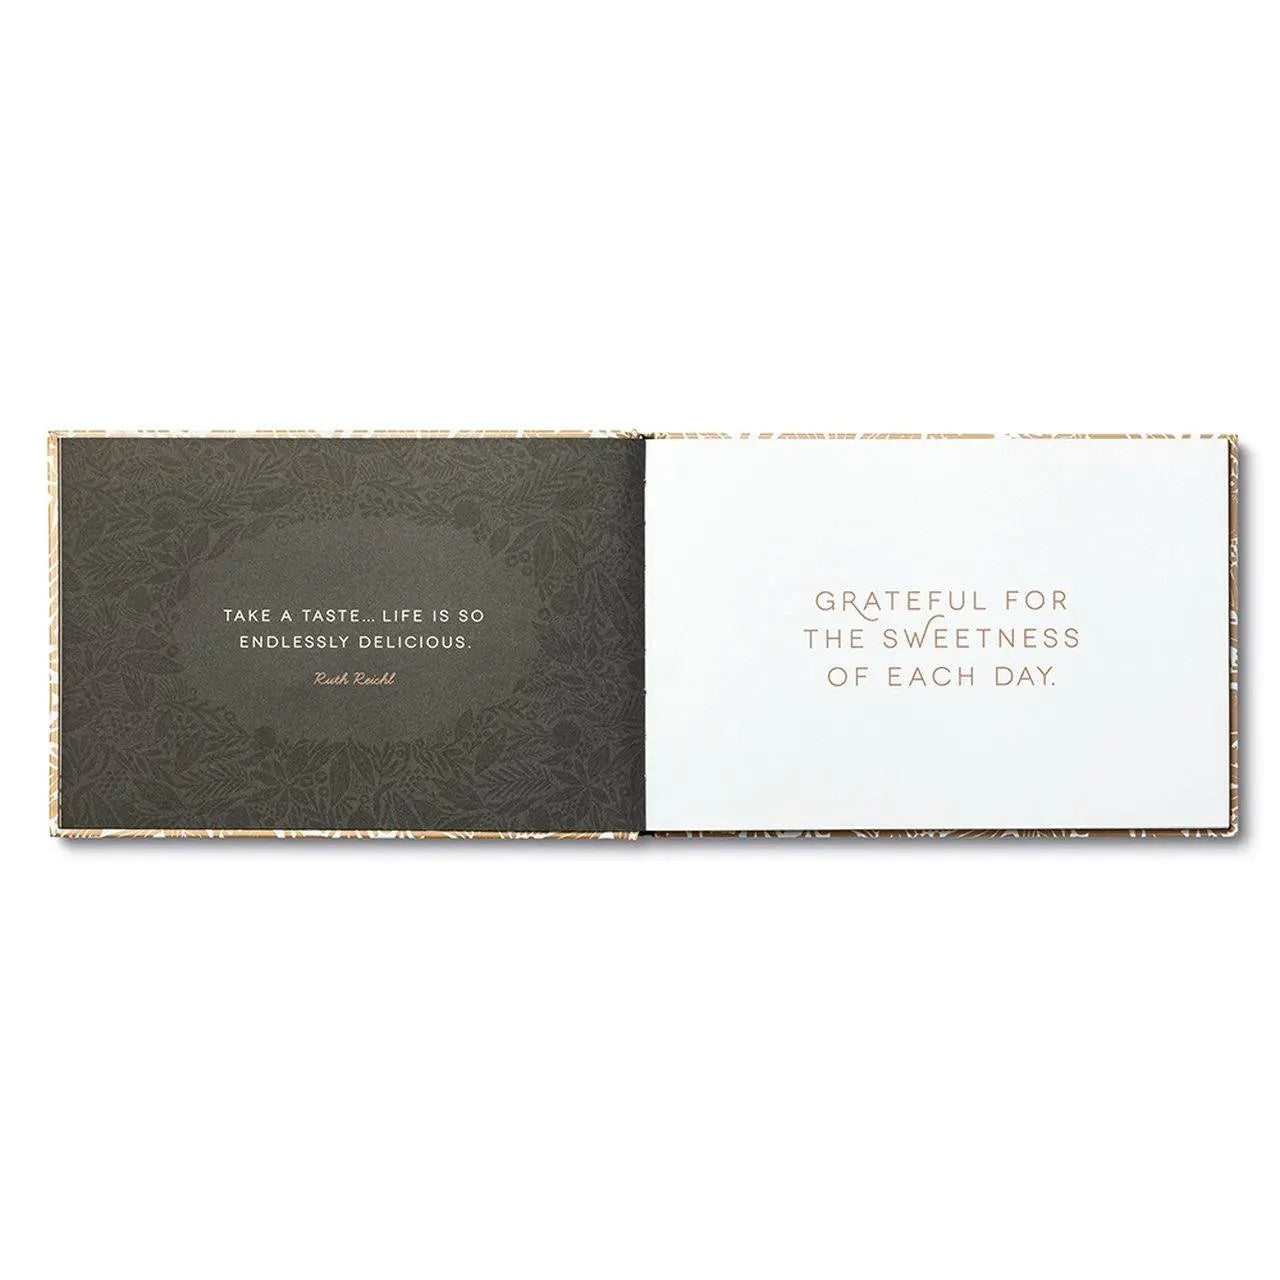 TAKE A TASTE... LIFE IS SO
ENDLESSLY DELICIOUS.
Ruth Reichl
GRATEFUL FOR
THE SWEETNESS
OF EACH DAY.